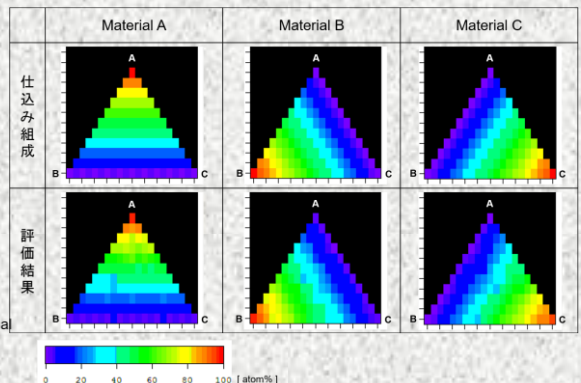 Material A Material B Material C
A A A
仕込み組成
B C B C B C
A A A
評価結果
B C B C B C
al
0 20 40 60 80 100 [ atom% ]